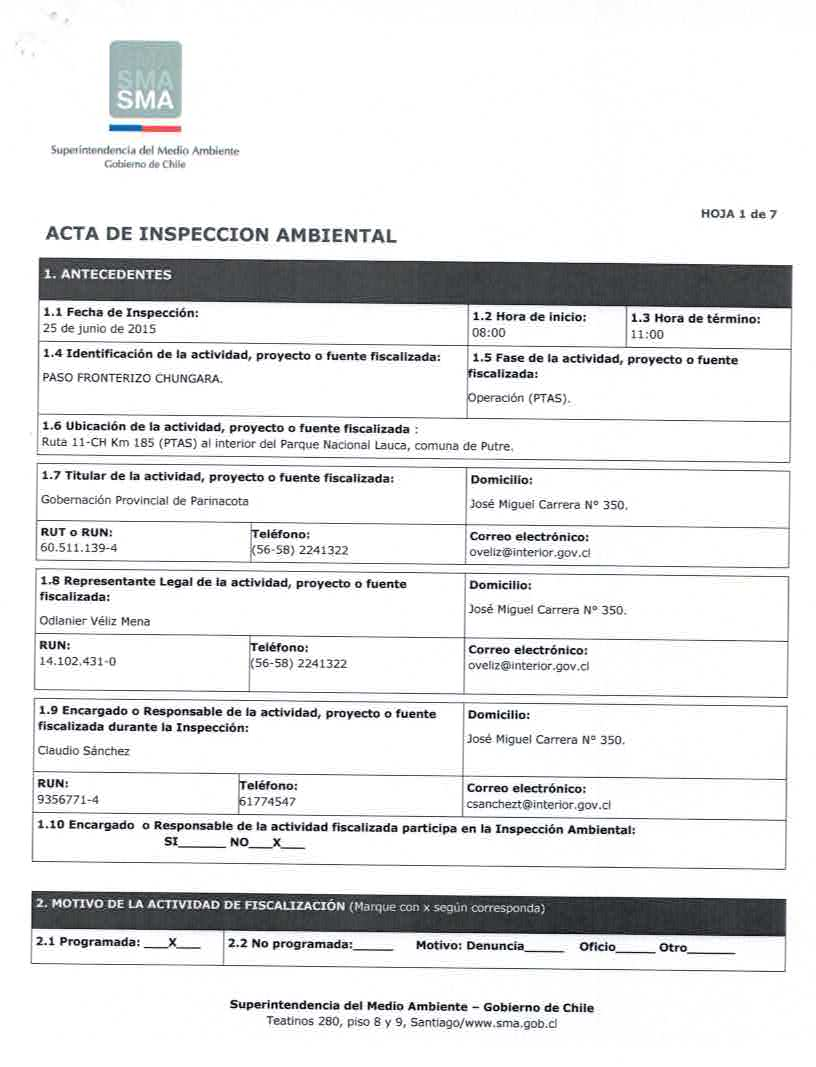 SMA
SMA
Superintendencia del Medio Ambiente
Gobierno de Chile
HOJA 1 de 7
ACTA DE INSPECCION AMBIENTAL
1. ANTECEDENTES
1.1 Fecha de Inspección:
25 de junio de 2015
1.2 Hora de inicio:
08:00
1.3 Hora de término:
11:00
1.4 Identificación de la actividad, proyecto o fuente fiscalizada:
PASO FRONTERIZO CHUNGARA.
1.5 Fase de la actividad, proyecto o fuente
fiscalizada:
Operación (PTAS).
1.6 Ubicación de la actividad, proyecto o fuente fiscalizada :
Ruta 11-CH Km 185 (PTAS) al interior del Parque Nacional Lauca, comuna de Putre.
1.7 Titular de la actividad, proyecto o fuente fiscalizada:
Gobernación Provincial de Parinacota
Domicilio:
José Miguel Carrera N° 350.
RUT o RUN:
60.511.139-4
Teléfono:
(56-58) 2241322
Correo electrónico:
oveliz@interior.gov.cl
1.8 Representante Legal de la actividad, proyecto o fuente
fiscalizada:
Odlanier Véliz Mena
Domicilio:
José Miguel Carrera N° 350.
RUN:
14.102.431-0
Teléfono:
(56-58) 2241322
Correo electrónico:
oveliz@interior.gov.cl
1.9 Encargado o Responsable de la actividad, proyecto o fuente
fiscalizada durante la Inspección:
Claudio Sánchez
Domicilio:
José Miguel Carrera N° 350.
RUN:
9356771-4
Teléfono:
61774547
Correo electrónico:
csanchezt@interior.gov.cl
1.10 Encargado o Responsable de la actividad fiscalizada participa en la Inspección Ambiental:
SI______ NO___X___
2. MOTIVO DE LA ACTIVIDAD DE FISCALIZACIÓN (Marque con x según corresponda)
2.1 Programada: ___X___ 2.2 No programada:_____ Motivo: Denuncia_____ Oficio_____ Otro______
Superintendencia del Medio Ambiente – Gobierno de Chile
Teatinos 280, piso 8 y 9, Santiago/www.sma.gob.cl